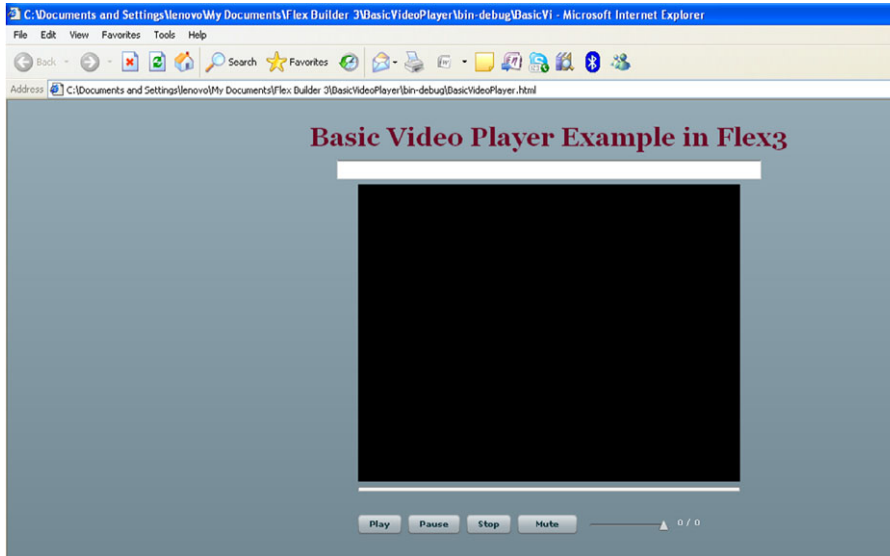 C:\Documents and Settings\lenovo\My Documents\Flex Builder 3\BasicVideoPlayer\bin-debug\BasicVi - Microsoft Internet Explorer
File Edit View Favorites Tools Help
Back Search Favorites
Address C:\Documents and Settings\lenovo\My Documents\Flex Builder 3\BasicVideoPlayer\bin-debug\BasicVideoPlayer.html
Basic Video Player Example in Flex3
Play Pause Stop Mute 0 / 0